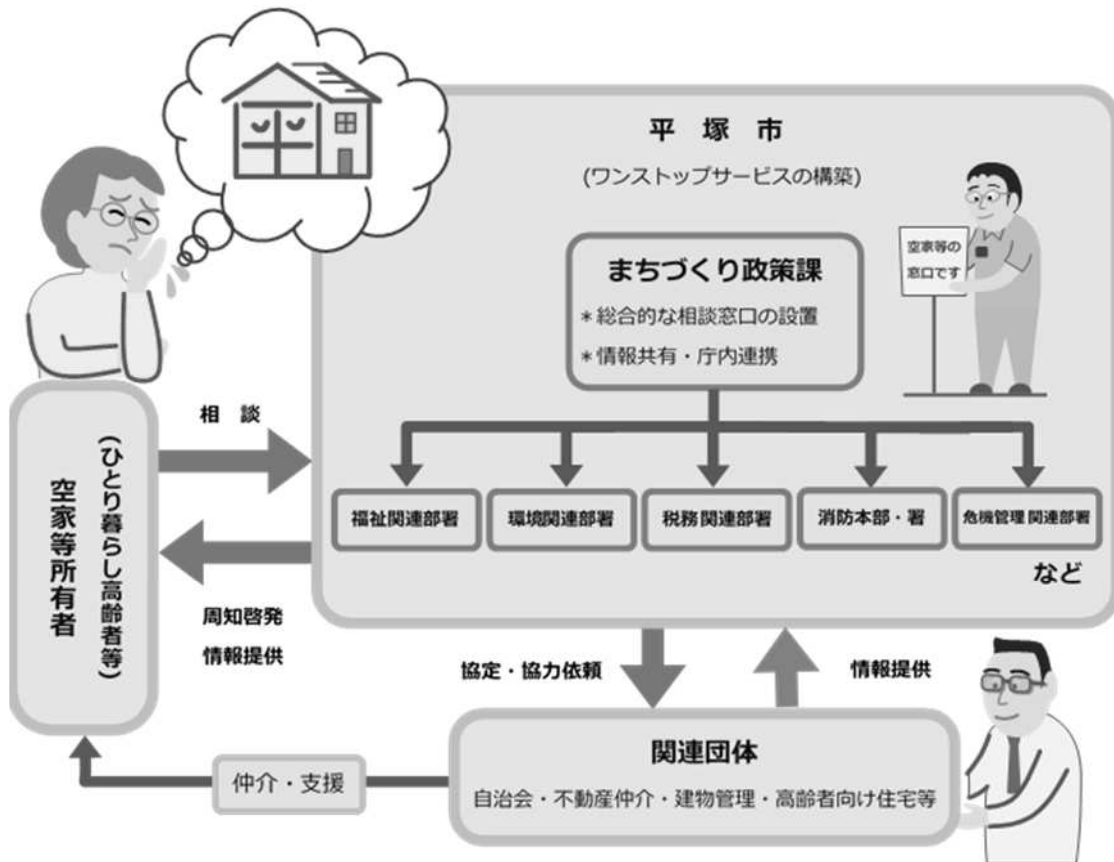 平塚市
(ワンストップサービスの構築)
空家等の
窓口です
まちづくり政策課
*総合的な相談窓口の設置
*情報共有・庁内連携
福祉関連部署
環境関連部署
税務関連部署
消防本部・署
危機管理関連部署
など
相談
周知啓発
情報提供
空家等所有者
(ひとり暮らし高齢者等)
協定・協力依頼
情報提供
関連団体
自治会・不動産仲介・建物管理・高齢者向け住宅等
仲介・支援